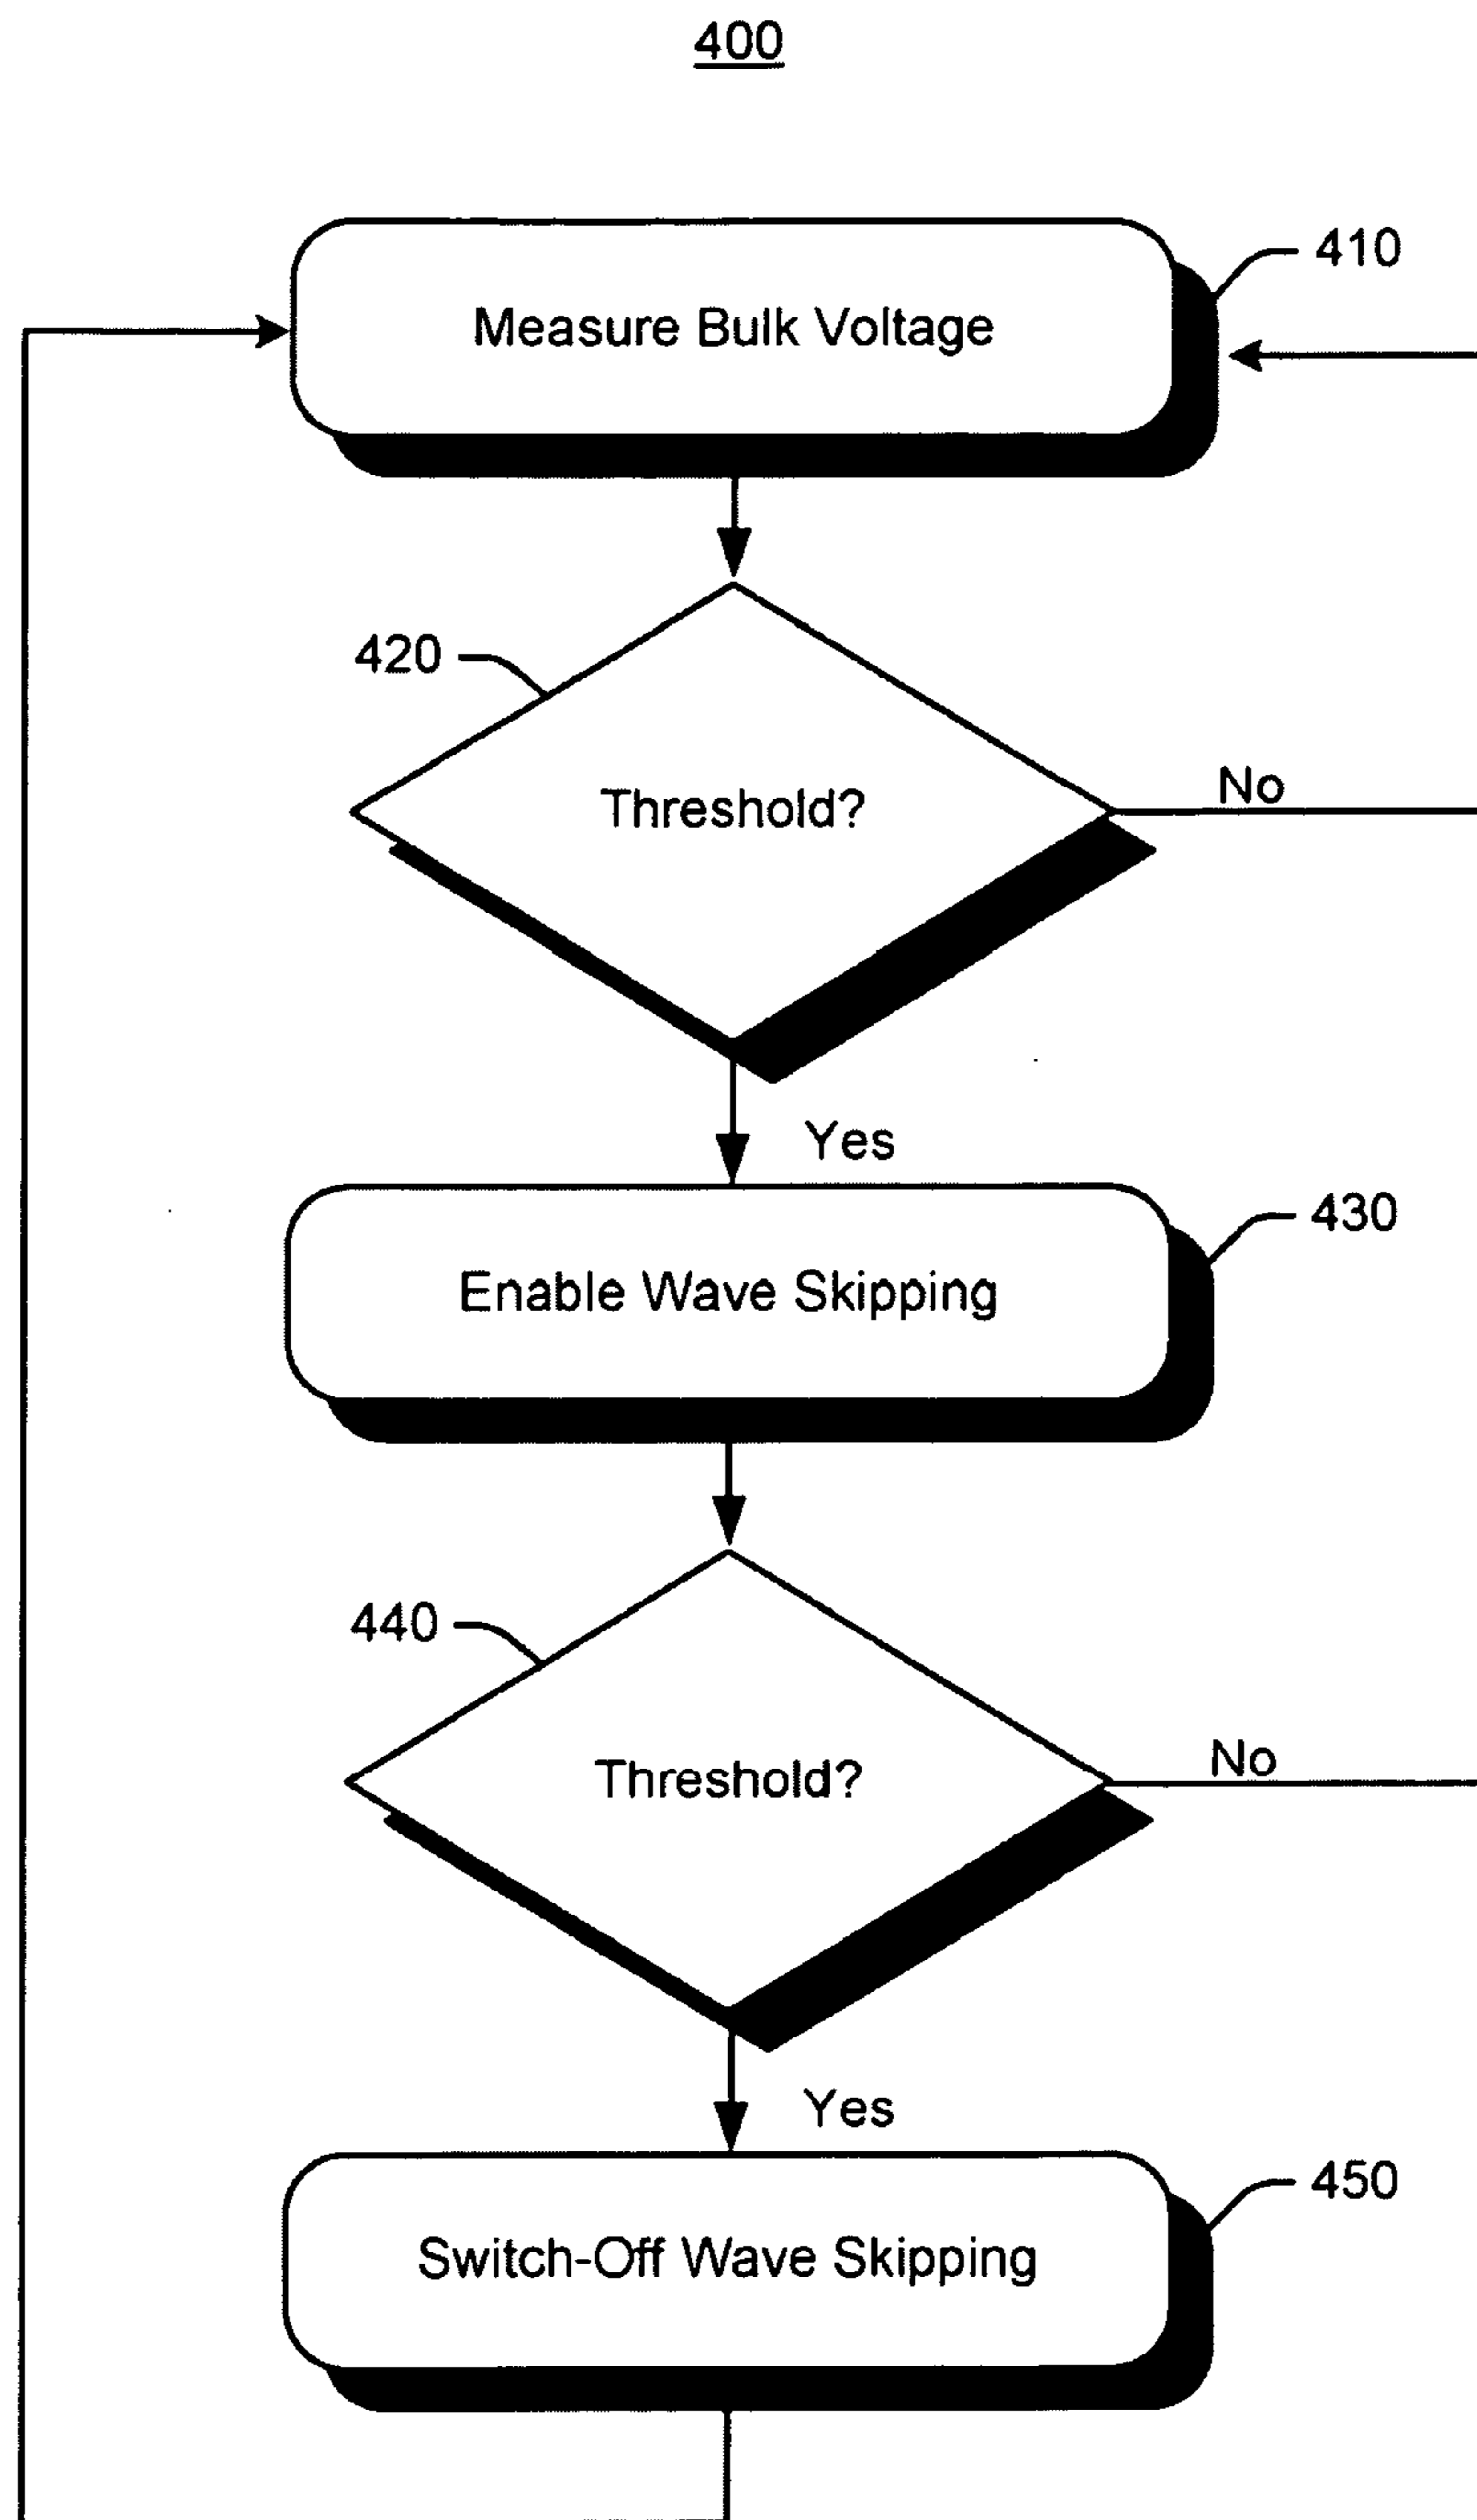 400
410
Measure Bulk Voltage
420
Threshold?
No
Yes
430
Enable Wave Skipping
440
Threshold?
No
Yes
450
Switch-Off Wave Skipping